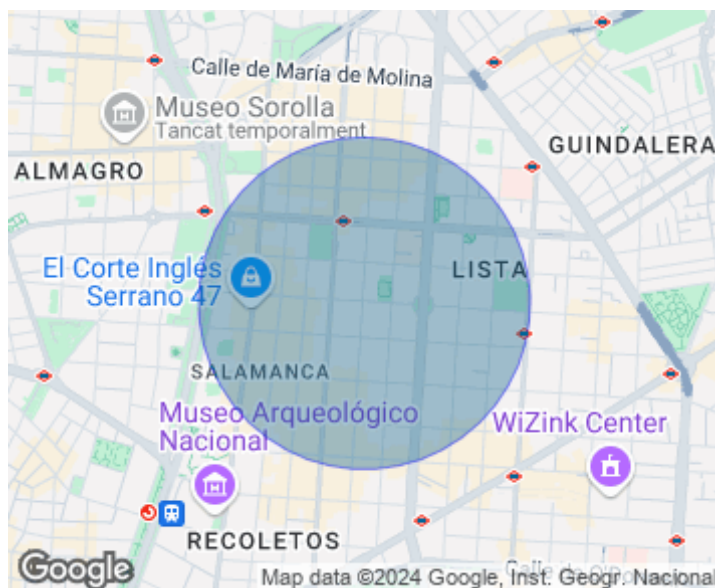 Calle de María de Molina
Museo Sorolla
Tancat temporalment
GUINDALERA
ALMAGRO
El Corte Inglés
Serrano 47
LISTA
SALAMANCA
Museo Arqueológico
Nacional
WiZink Center
RECOLETOS
Google
Map data ©2024 Google, Inst. Geogr. Nacional